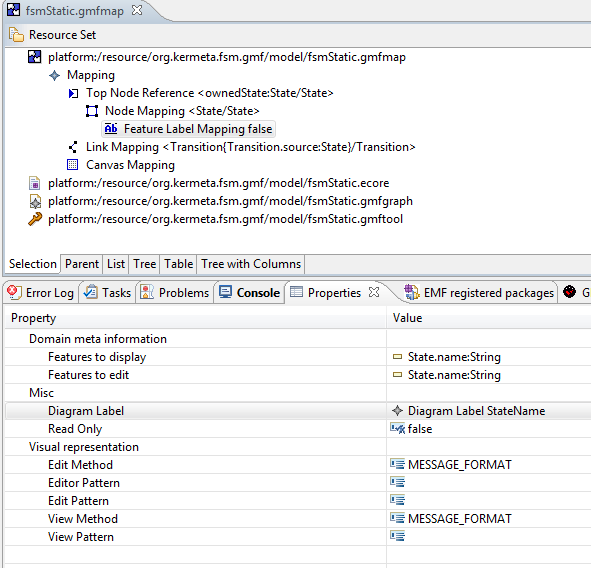 fsmStatic.gmfmap
Resource Set
platform:/resource/org.kermeta.fsm.gmf/model/fsmStatic.gmfmap
Mapping
Top Node Reference <ownedState:State/State>
Node Mapping <State/State>
Feature Label Mapping false
Link Mapping <Transition{Transition.source:State}/Transition>
Canvas Mapping
platform:/resource/org.kermeta.fsm.gmf/model/fsmStatic.ecore
platform:/resource/org.kermeta.fsm.gmf/model/fsmStatic.gmfgraph
platform:/resource/org.kermeta.fsm.gmf/model/fsmStatic.gmftool
Selection Parent List Tree Table Tree with Columns
Error Log Tasks Problems Console Properties EMF registered packages G
Property Value
Domain meta information
Features to display State.name:String
Features to edit State.name:String
Misc
Diagram Label Diagram Label StateName
Read Only false
Visual representation
Edit Method MESSAGE_FORMAT
Editor Pattern
Edit Pattern
View Method MESSAGE_FORMAT
View Pattern